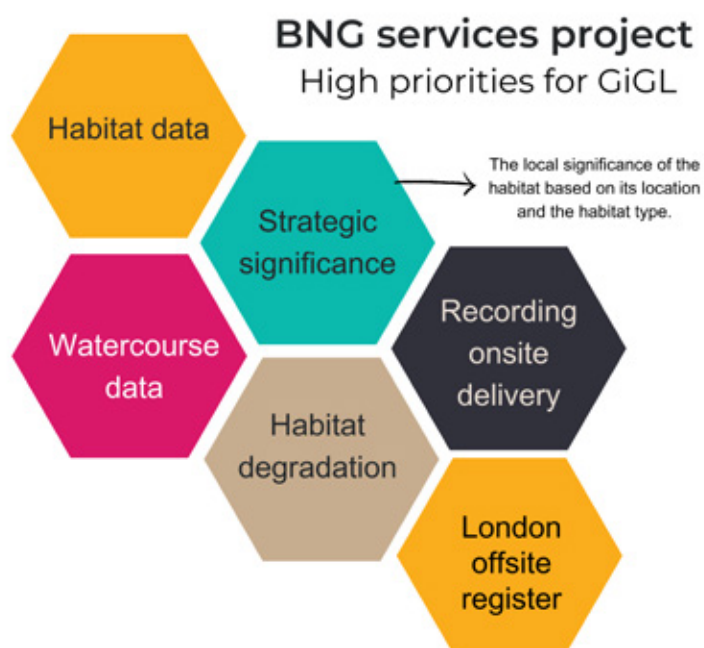 BNG services project
High priorities for GiGL
Habitat data
The local significance of the
habitat based on its location
and the habitat type.
Strategic
significance
Watercourse
data
Recording
onsite
delivery
Habitat
degradation
London
offsite
register